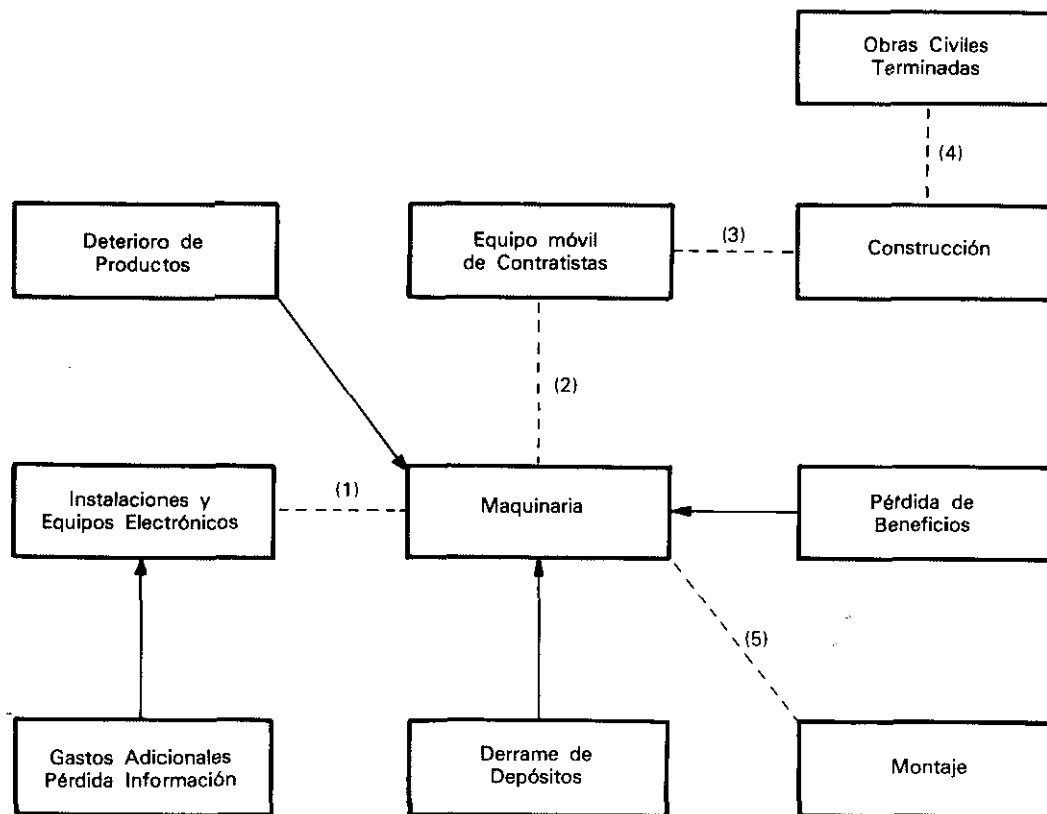 Obras Civiles
Terminadas
(4)
Deterioro de
Productos
Equipo móvil
de Contratistas
(3)
Construcción
(2)
Instalaciones y
Equipos Electrónicos
(1)
Maquinaria
Pérdida de
Beneficios
(5)
Gastos Adicionales
Pérdida Información
Derrame de
Depósitos
Montaje